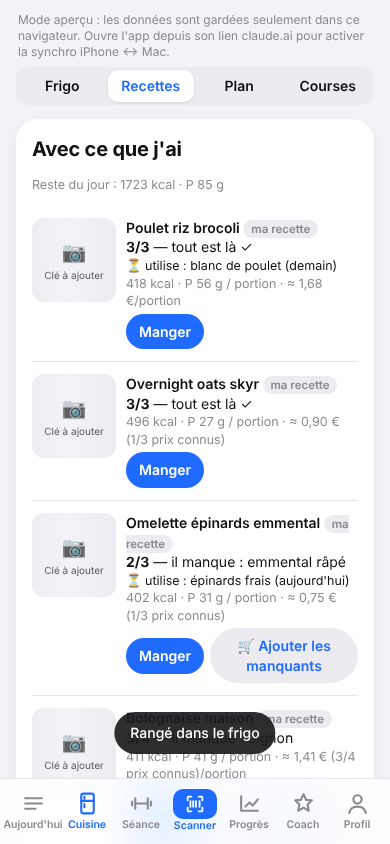 Mode aperçu : les données sont gardées seulement dans ce
navigateur. Ouvre l'app depuis son lien claude.ai pour activer
la synchro iPhone ↔ Mac.
Frigo Recettes Plan Courses
Avec ce que j'ai
Reste du jour : 1723 kcal · P 85 g
Poulet riz brocoli ma recette
3/3 — tout est là ✓
⏳ utilise : blanc de poulet (demain)
Clé à ajouter
418 kcal · P 56 g / portion · ≈ 1,68
€/portion
Manger
Overnight oats skyr ma recette
3/3 — tout est là ✓
496 kcal · P 27 g / portion · ≈ 0,90 €
Clé à ajouter
(1/3 prix connus)
Manger
Omelette épinards emmental ma
recette
2/3 — il manque : emmental râpé
⏳ utilise : épinards frais (aujourd'hui)
Clé à ajouter
402 kcal · P 31 g / portion · ≈ 0,75 €
(1/3 prix connus)
Manger
🛒 Ajouter les
manquants
Bolognaise maison ma recette
Rangé dans le frigo
411 kcal · P 41 g / portion · ≈ 1,41 € (3/4
Clé à ajouter
prix connus)/portion
Aujourd'hui Cuisine Séance Scanner Progrès Coach Profil